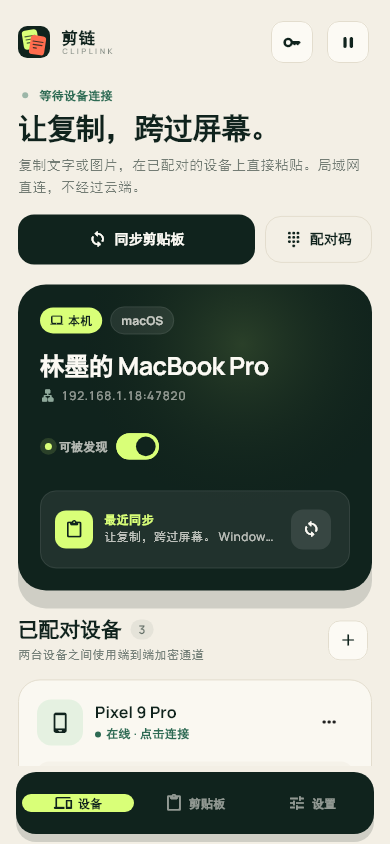 剪链
CLIPLINK
等待设备连接
让复制，跨过屏幕。
复制文字或图片，在已配对的设备上直接粘贴。局域网
直连，不经过云端。
同步剪贴板
配对码
本机
macOS
林墨的 MacBook Pro
192.168.1.18:47820
可被发现
最近同步
让复制，跨过屏幕。 Window...
已配对设备
3
两台设备之间使用端到端加密通道
Pixel 9 Pro
在线 · 点击连接
设备
剪贴板
设置